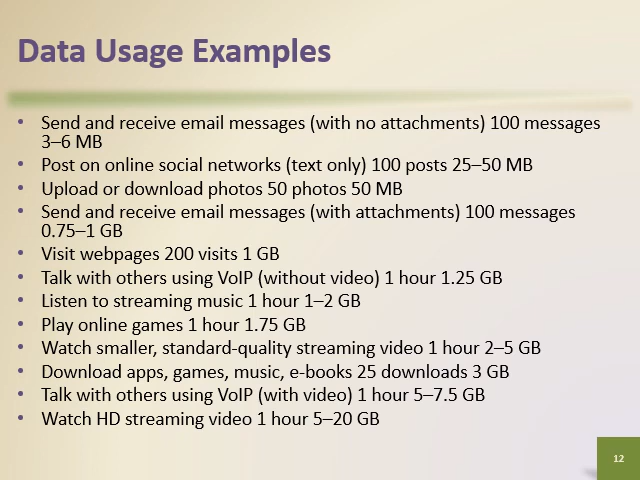 Data Usage Examples
• Send and receive email messages (with no attachments) 100 messages
3–6 MB
• Post on online social networks (text only) 100 posts 25–50 MB
• Upload or download photos 50 photos 50 MB
• Send and receive email messages (with attachments) 100 messages
0.75–1 GB
• Visit webpages 200 visits 1 GB
• Talk with others using VoIP (without video) 1 hour 1.25 GB
• Listen to streaming music 1 hour 1–2 GB
• Play online games 1 hour 1.75 GB
• Watch smaller, standard-quality streaming video 1 hour 2–5 GB
• Download apps, games, music, e-books 25 downloads 3 GB
• Talk with others using VoIP (with video) 1 hour 5–7.5 GB
• Watch HD streaming video 1 hour 5–20 GB
12